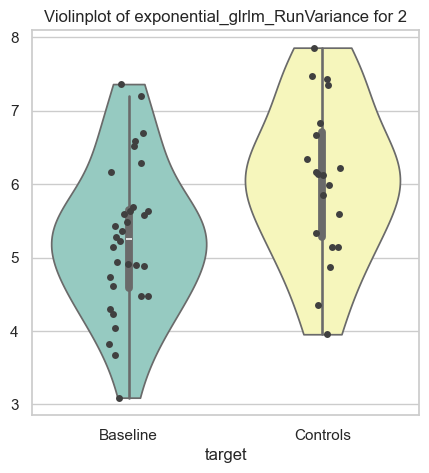 Violinplot of exponential_glrlm_RunVariance for 2
8
7
6
5
4
3
Baseline
Controls
target